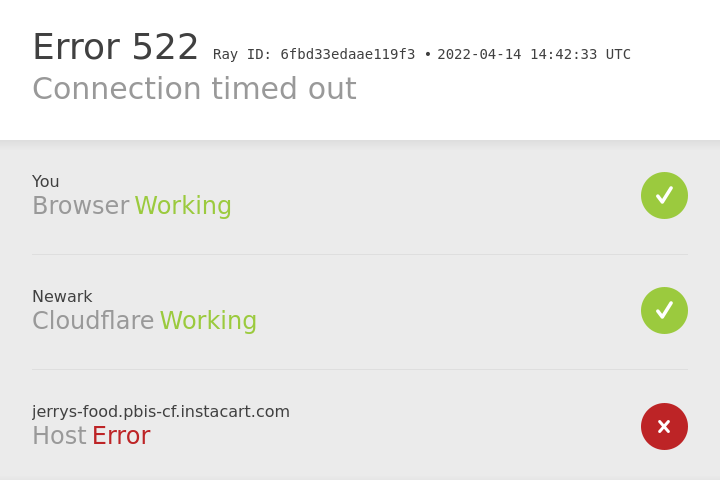 Error 522 Ray ID: 6fbd33edaae119f3 • 2022-04-14 14:42:33 UTC
Connection timed out
You
Browser Working
Newark
Cloudflare Working
jerrys-food.pbis-cf.instacart.com
Host Error